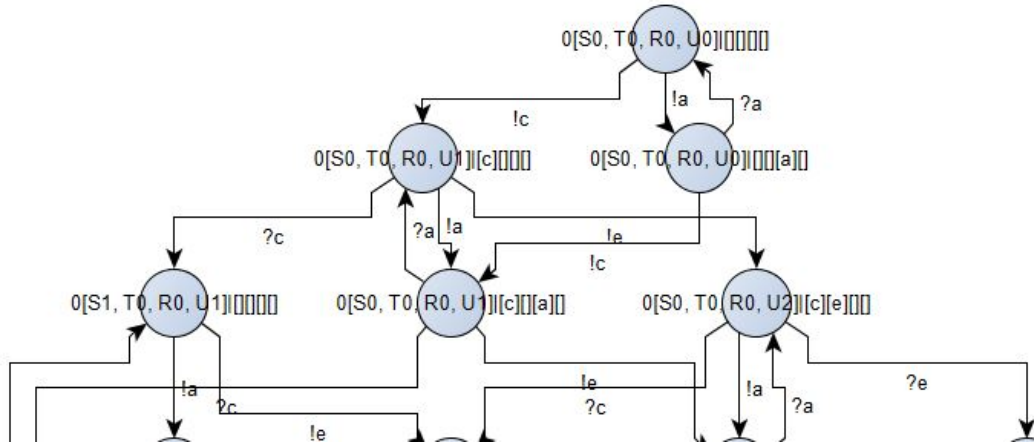 0[S0, T0, R0, U0]|[][][][]
!a
?a
!c
0[S0, T0, R0, U1]|[c][][][]
0[S0, T0, R0, U0]|[][][a][]
?c
?a
!a
!e
!c
0[S1, T0, R0, U1]|[][][][]
0[S0, T0, R0, U1]|[c][][a][]
0[S0, T0, R0, U2]|[c][e][][]
!a
?c
!e
!e
?c
!a
?a
?e